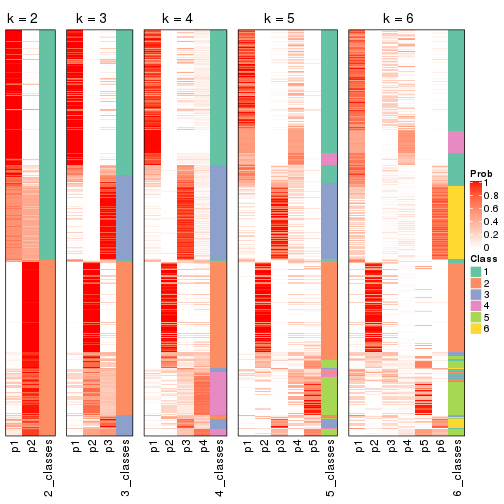 k = 2
k = 3
k = 4
k = 5
k = 6
p1
p2
2_classes
p1
p2
p3
3_classes
p1
p2
p3
p4
4_classes
p1
p2
p3
p4
p5
5_classes
p1
p2
p3
p4
p5
p6
6_classes
Prob
1
0.8
0.6
0.4
0.2
0
Class
1
2
3
4
5
6